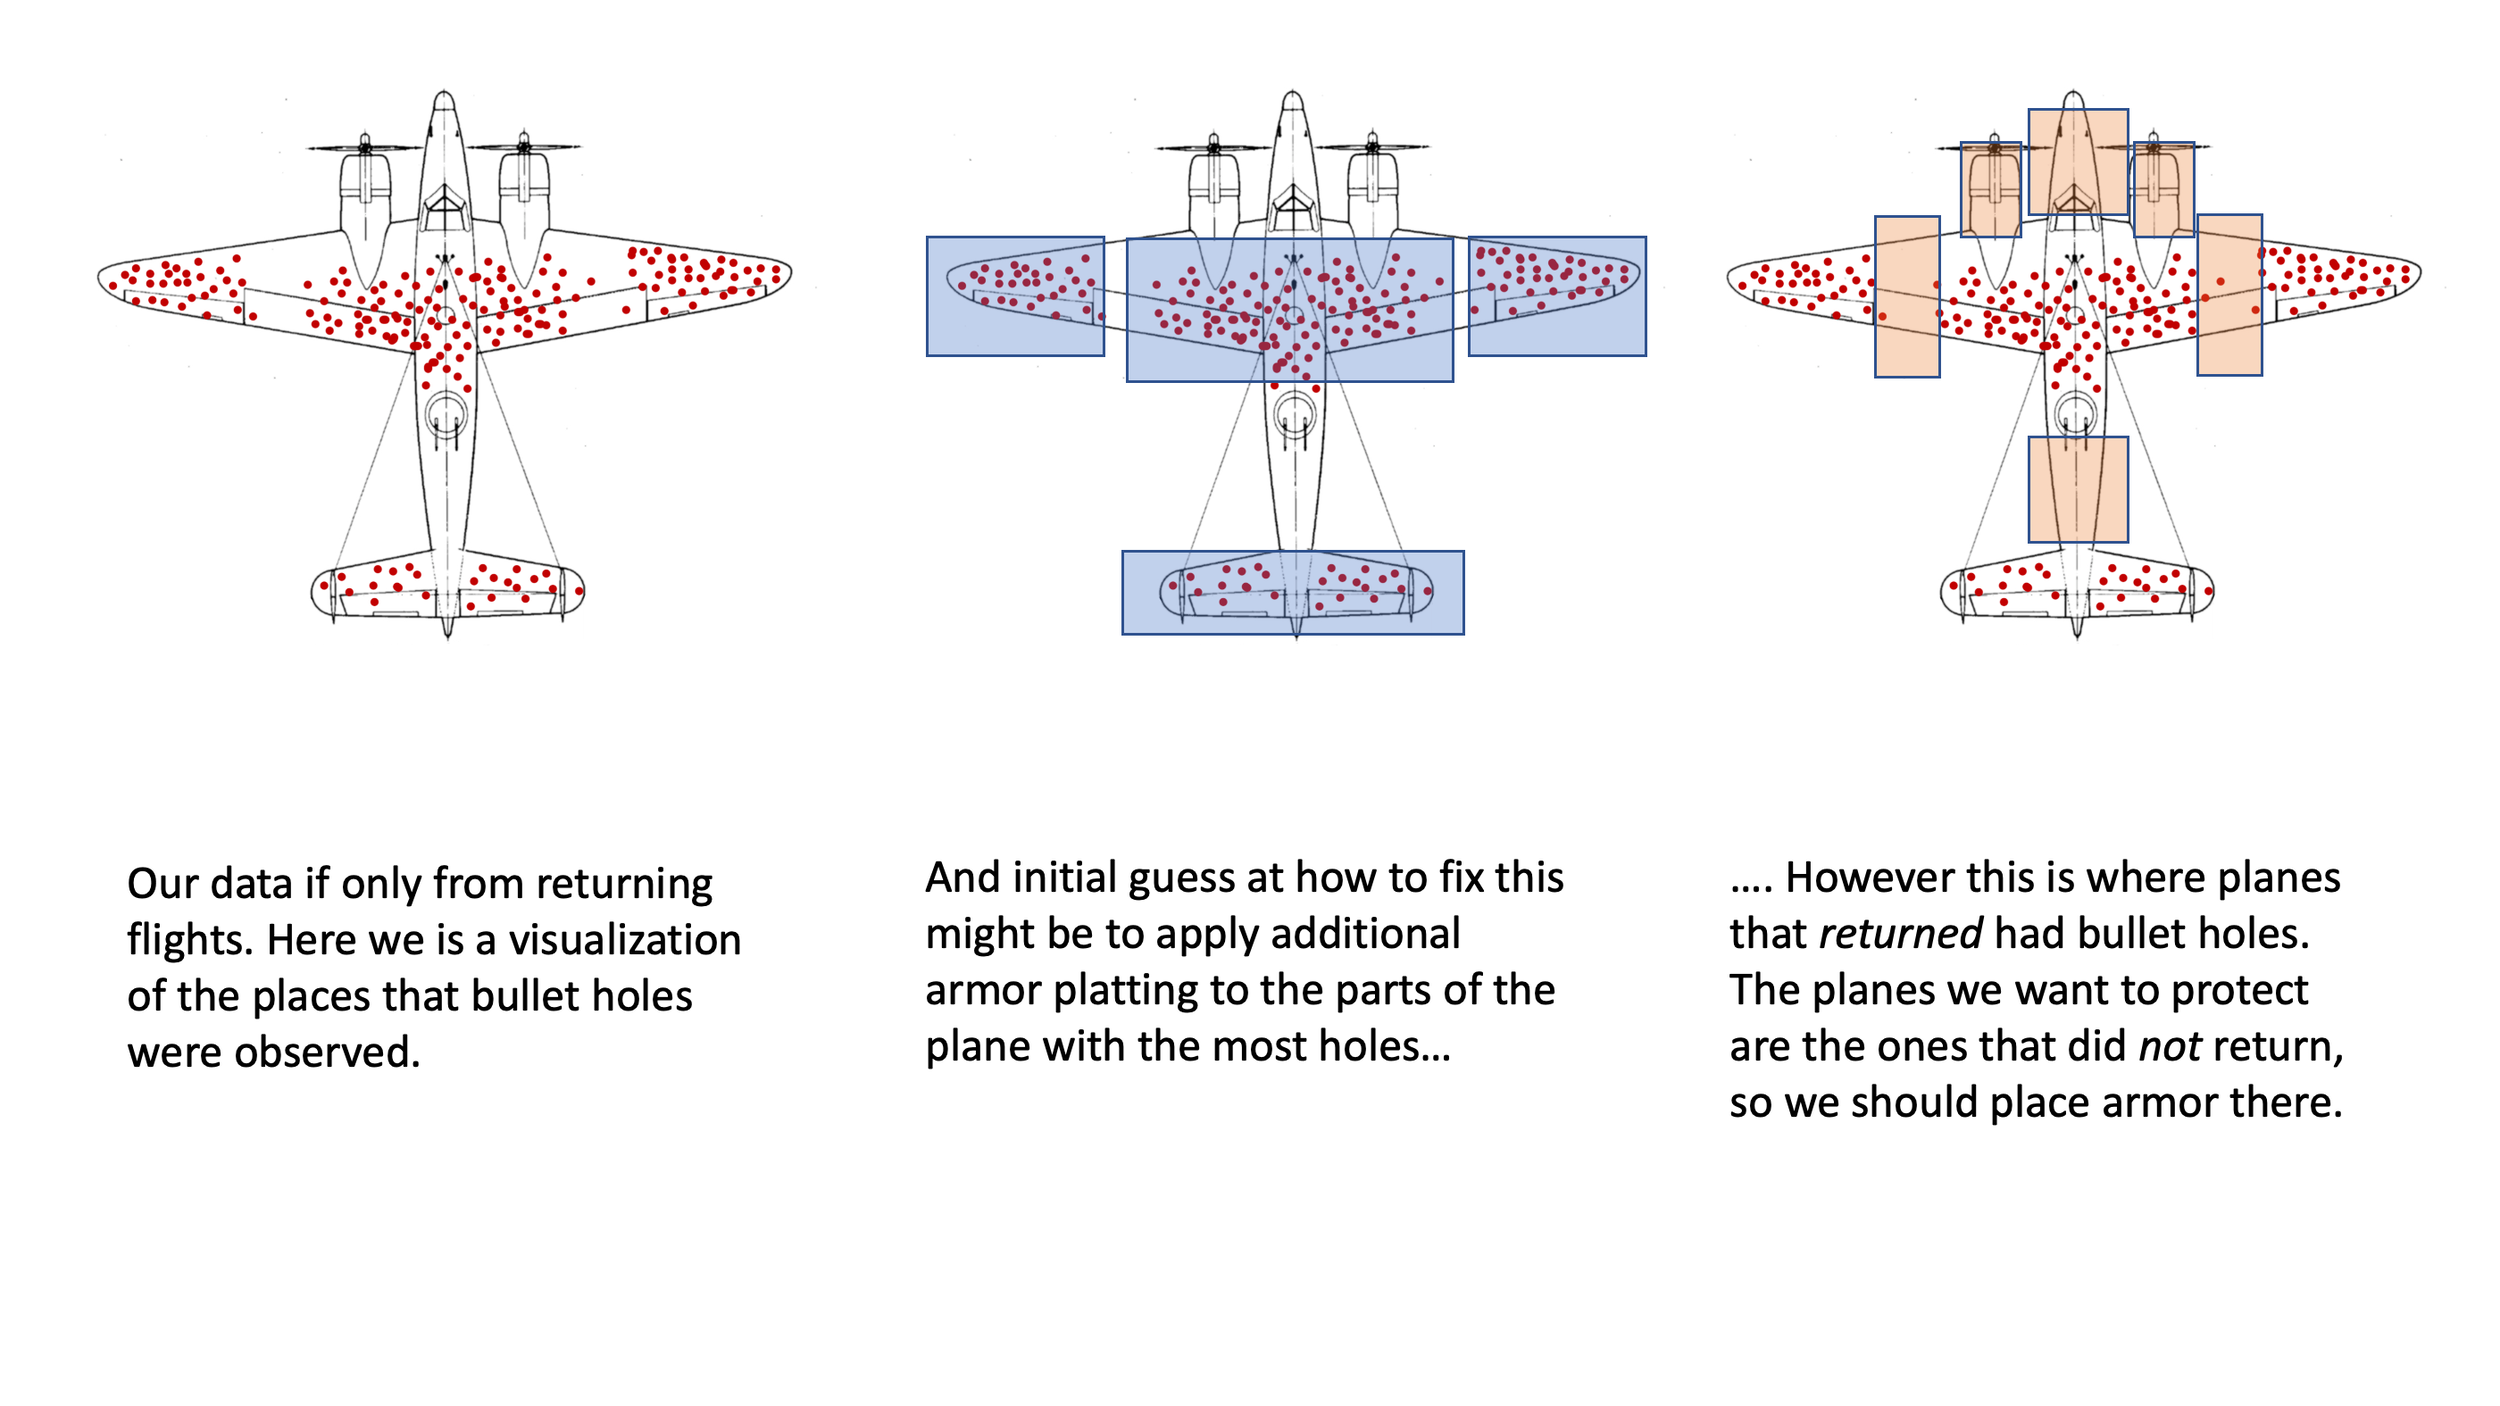 Our data if only from returning
flights. Here we is a visualization
of the places that bullet holes
were observed.
And initial guess at how to fix this
might be to apply additional
armor platting to the parts of the
plane with the most holes...
.... However this is where planes
that returned had bullet holes.
The planes we want to protect
are the ones that did not return,
so we should place armor there.